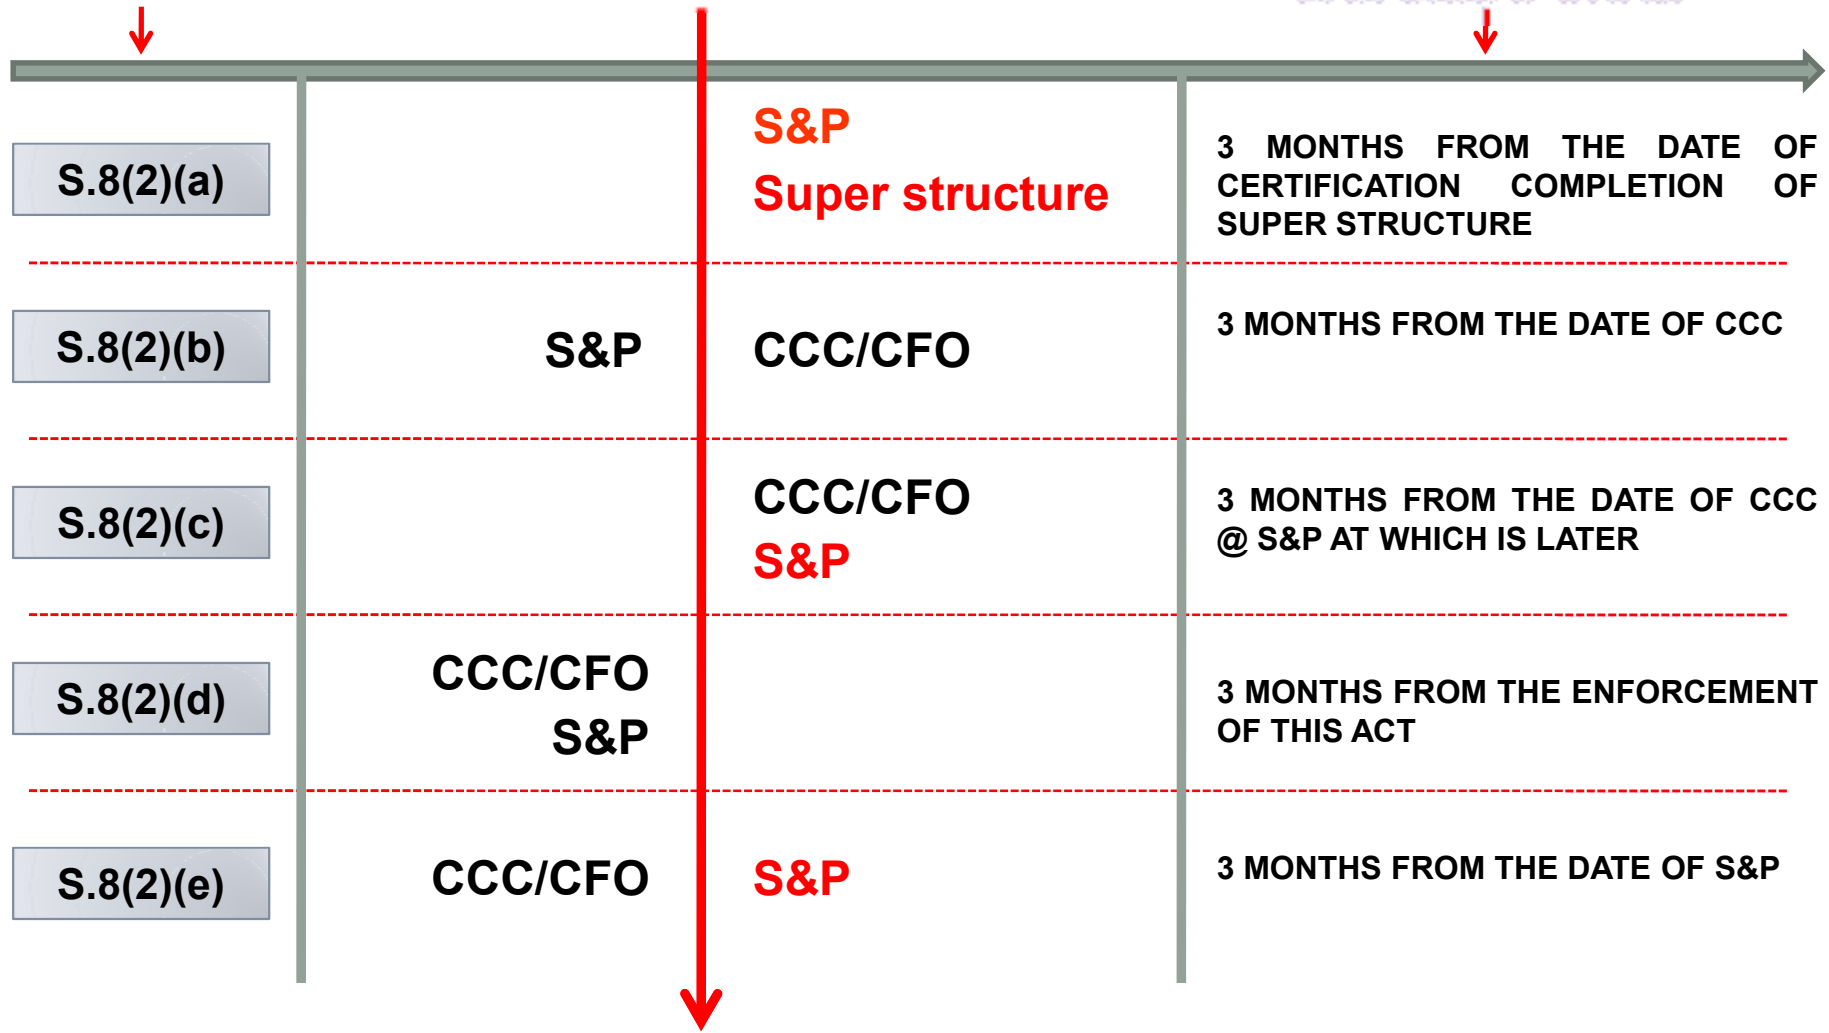 S.8(2)(a)
S&P
Super structure
3 MONTHS FROM THE DATE OF
CERTIFICATION COMPLETION OF
SUPER STRUCTURE
S.8(2)(b)
S&P
CCC/CFO
3 MONTHS FROM THE DATE OF CCC
S.8(2)(c)
CCC/CFO
S&P
3 MONTHS FROM THE DATE OF CCC
@ S&P AT WHICH IS LATER
S.8(2)(d)
CCC/CFO
S&P
3 MONTHS FROM THE ENFORCEMENT
OF THIS ACT
S.8(2)(e)
CCC/CFO
S&P
3 MONTHS FROM THE DATE OF S&P